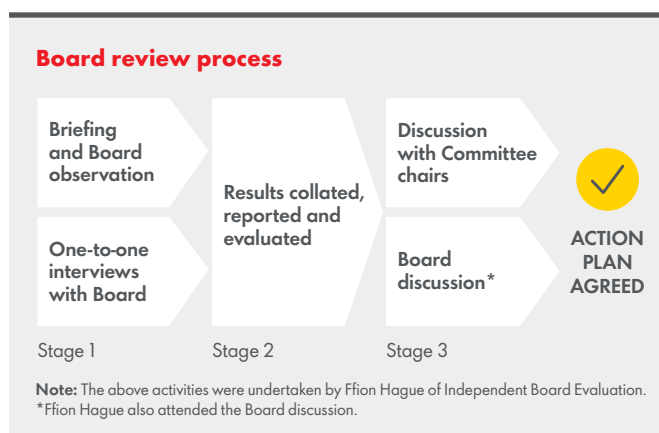 Board review process
Briefing
and Board
observation
One-to-one
interviews
with Board
Results collated,
reported and
evaluated
Discussion
with Committee
chairs
Board
discussion*
ACTION
PLAN
AGREED
Stage 1
Stage 2
Stage 3
Note: The above activities were undertaken by Ffion Hague of Independent Board Evaluation.
*Ffion Hague also attended the Board discussion.